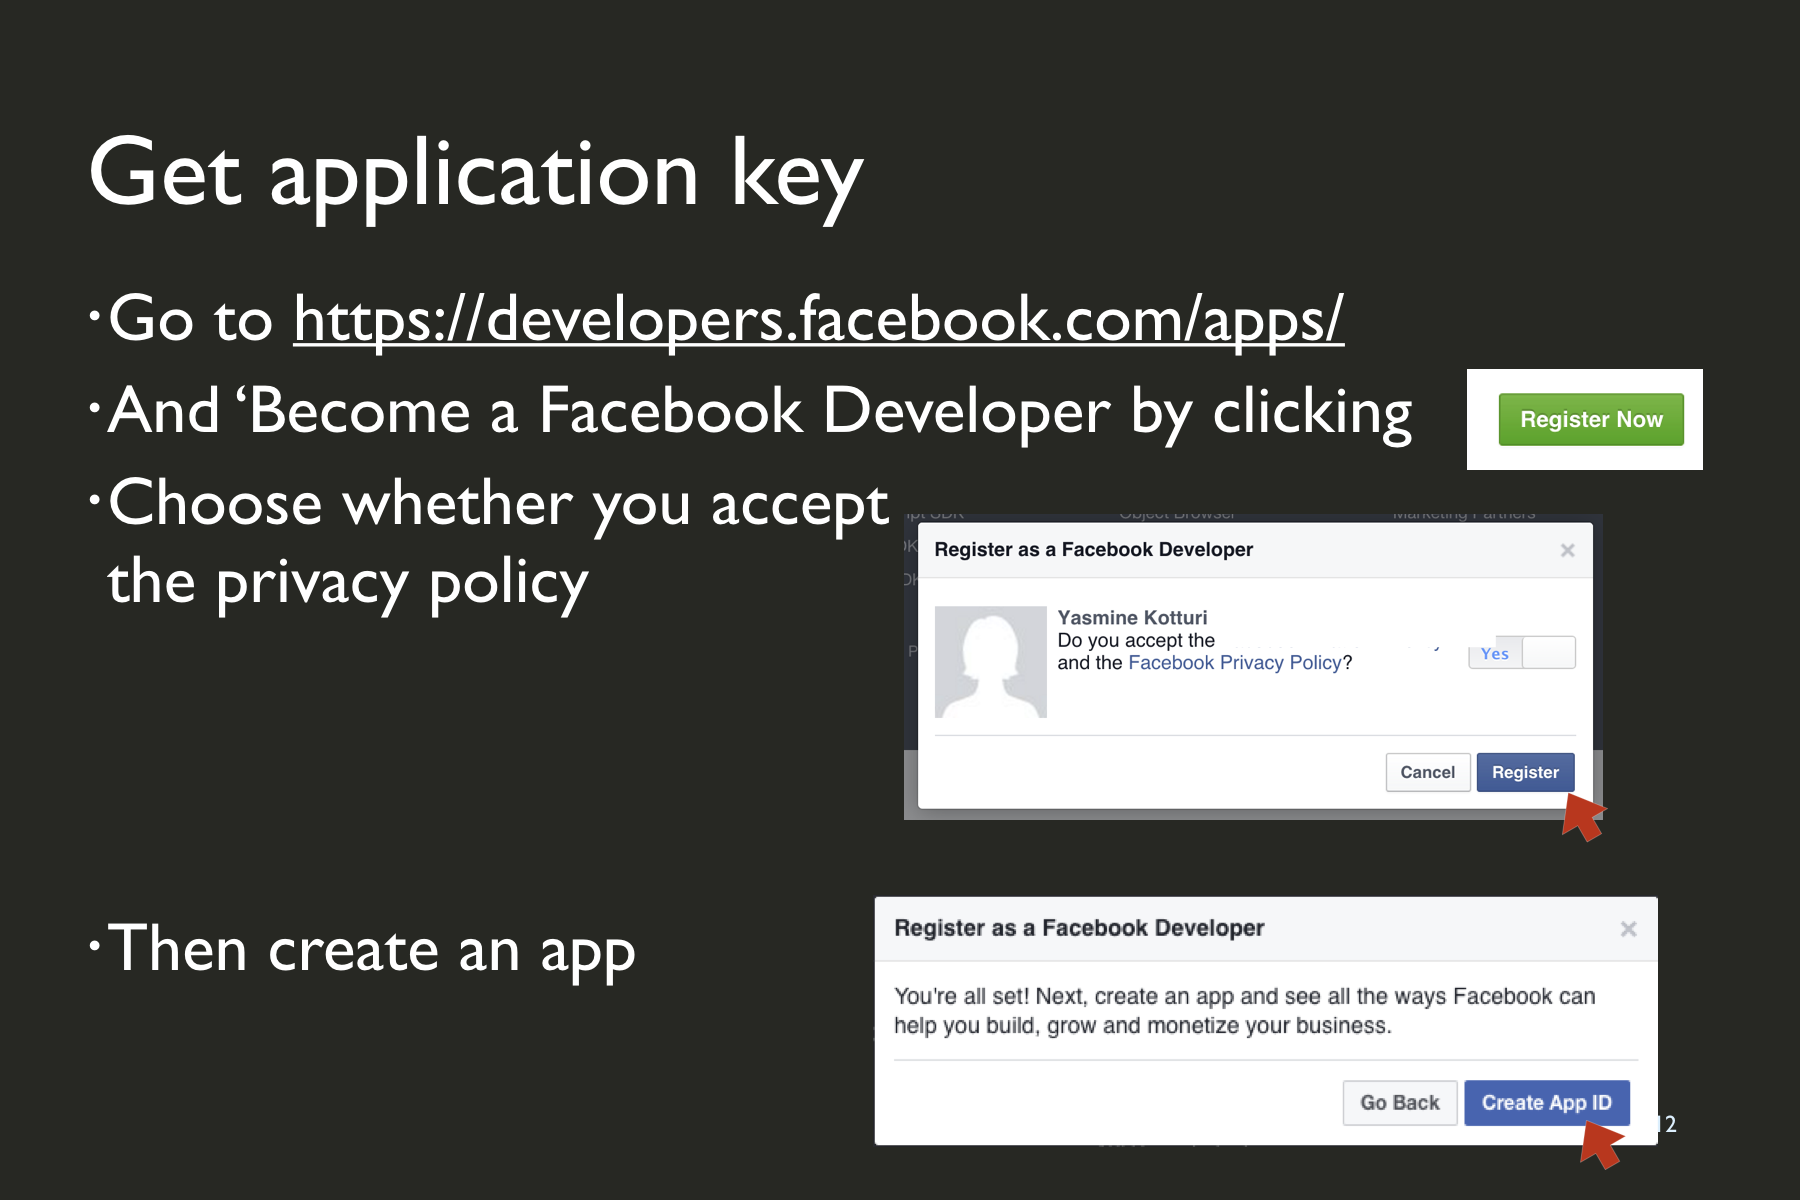 Get application key
· Go to https://developers.facebook.com/apps/
· And ‘Become a Facebook Developer by clicking
Register Now
· Choose whether you accept
the privacy policy
Object Browser
Marketing Partners
Register as a Facebook Developer
Yasmine Kotturi
Do you accept the
and the Facebook Privacy Policy?
Yes
Cancel
Register
· Then create an app
Register as a Facebook Developer
You're all set! Next, create an app and see all the ways Facebook can
help you build, grow and monetize your business.
Go Back
Create App ID
12